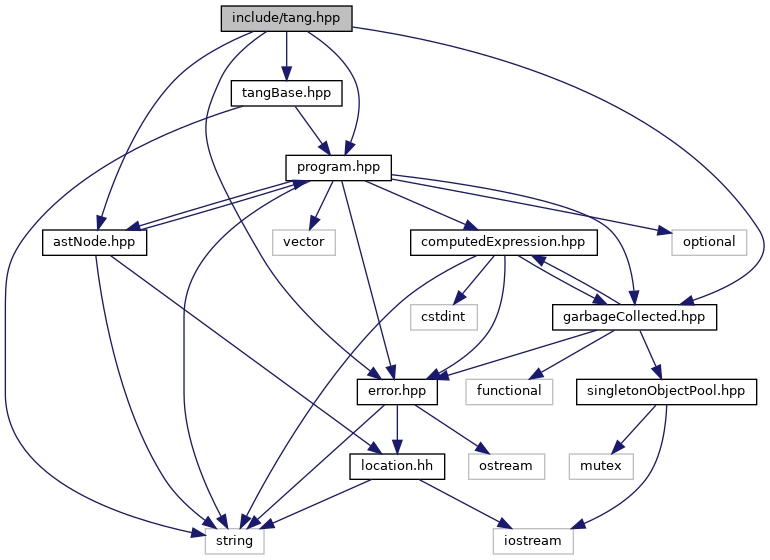 include/tang.hpp
tangBase.hpp
program.hpp
astNode.hpp
vector
computedExpression.hpp
optional
cstdint
garbageCollected.hpp
error.hpp
functional
singletonObjectPool.hpp
location.hh
ostream
mutex
string
iostream